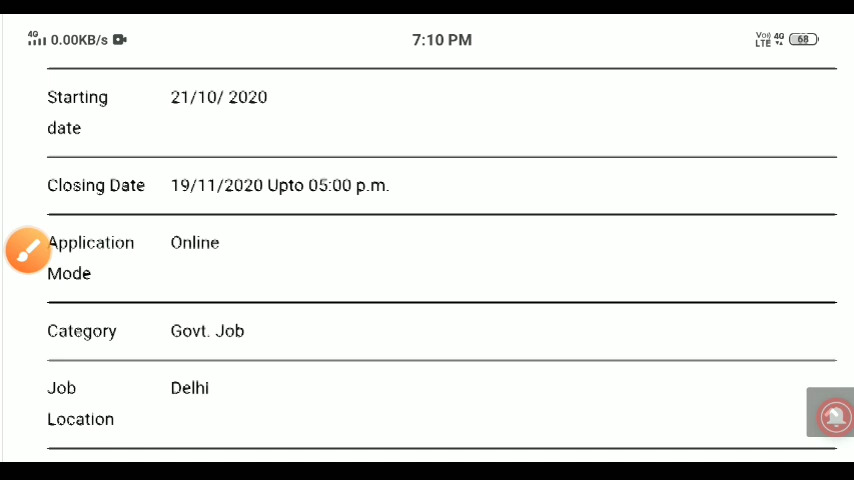 4G 0.00KB/s 7:10 PM Vo) LTE 4G 68
Starting 21/10/ 2020
date
Closing Date 19/11/2020 Upto 05:00 p.m.
Application Online
Mode
Category Govt. Job
Job Delhi
Location